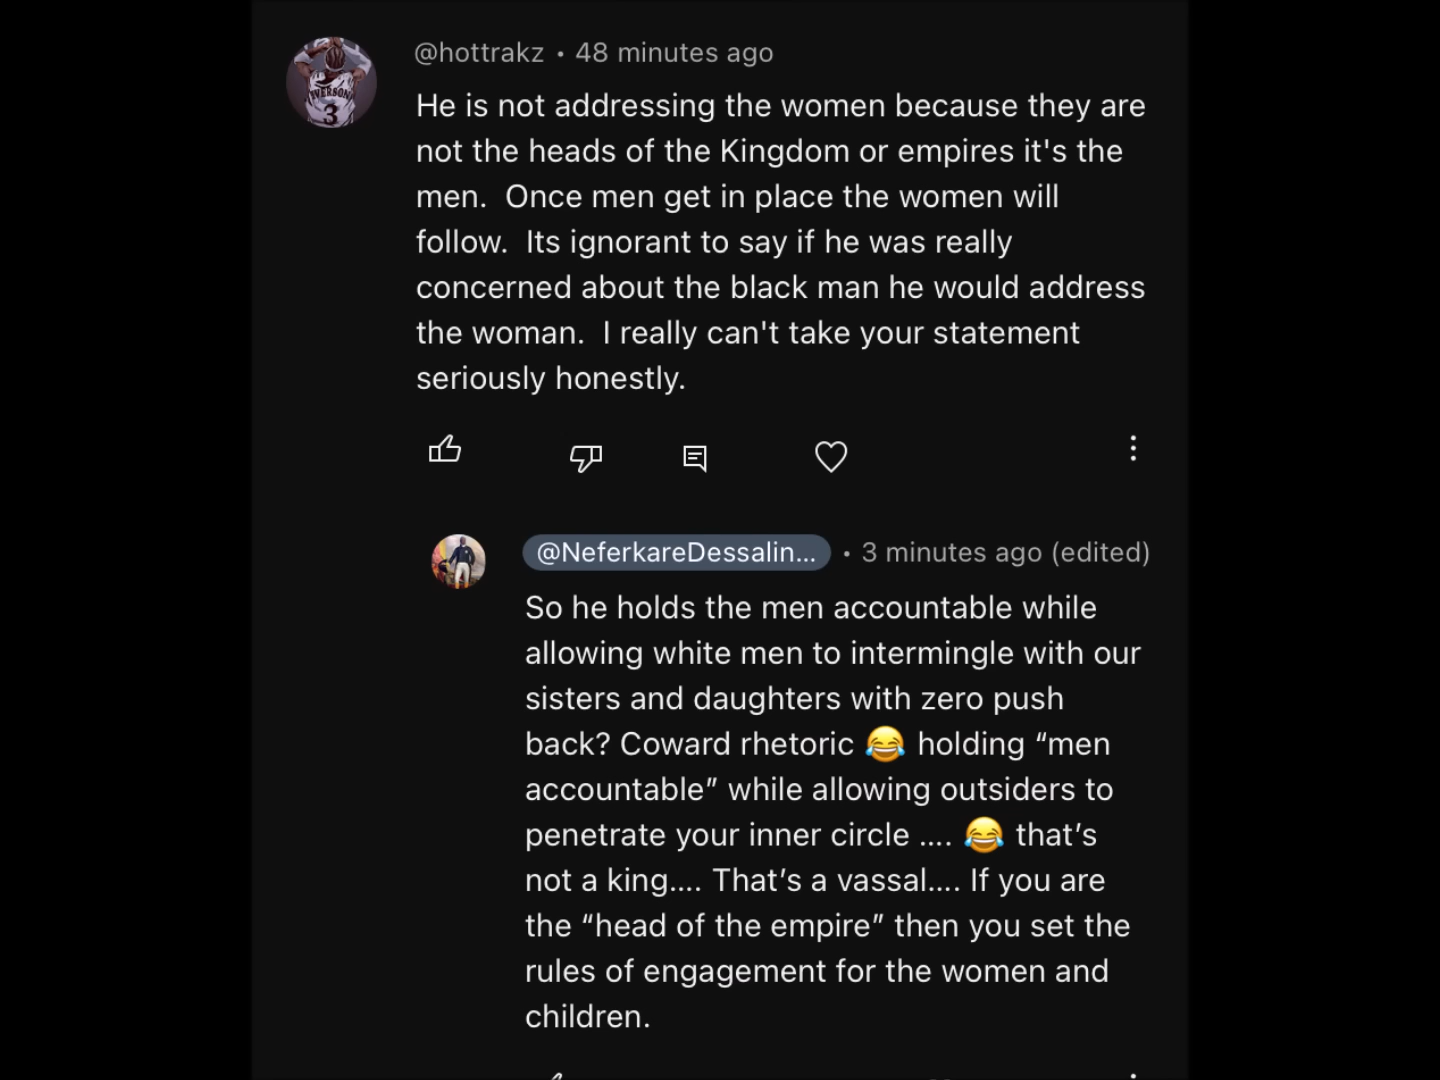 @hottrakz • 48 minutes ago
He is not addressing the women because they are
not the heads of the Kingdom or empires it's the
men.  Once men get in place the women will
follow.  Its ignorant to say if he was really
concerned about the black man he would address
the woman.  I really can't take your statement
seriously honestly.
IVERSON
3
@NeferkareDessalin... • 3 minutes ago (edited)
So he holds the men accountable while
allowing white men to intermingle with our
sisters and daughters with zero push
back? Coward rhetoric 😂 holding “men
accountable” while allowing outsiders to
penetrate your inner circle .... 😂 that’s
not a king.... That’s a vassal.... If you are
the “head of the empire” then you set the
rules of engagement for the women and
children.